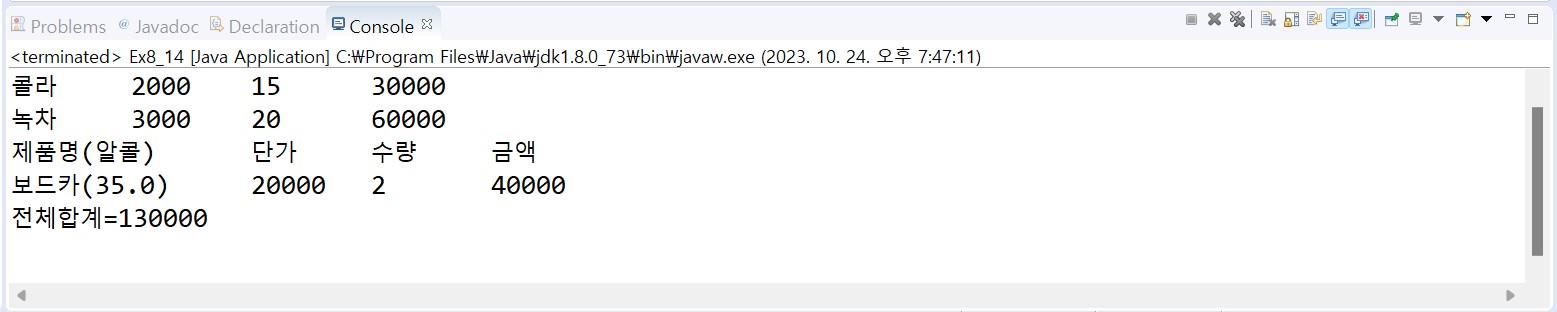 Problems @ Javadoc Declaration Console
<terminated> Ex8_14 [Java Application] C:₩Program Files₩Java₩jdk1.8.0_73₩bin₩javaw.exe (2023. 10. 24. 오후 7:47:11)
콜라 2000 15 30000
녹차 3000 20 60000
제품명(알콜) 단가 수량 금액
보드카(35.0) 20000 2 40000
전체합계=130000